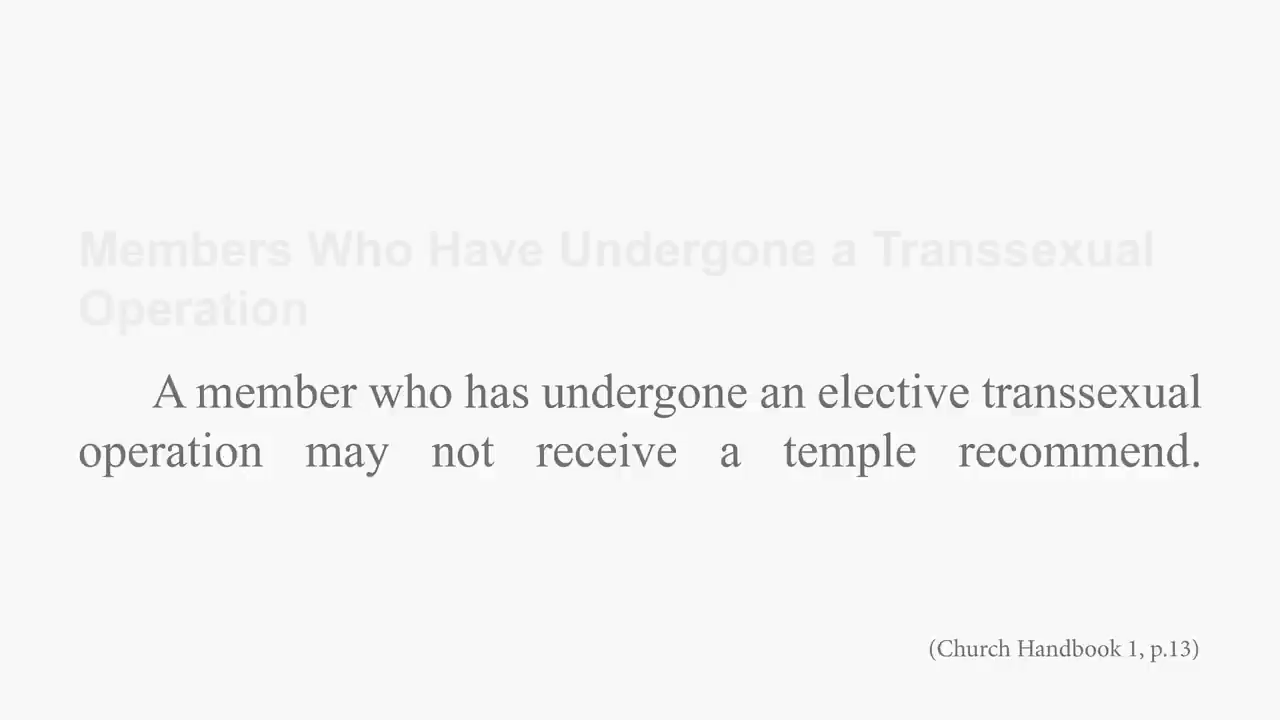 Members Who Have Undergone a Transsexual
Operation
A member who has undergone an elective transsexual
operation may not receive a temple recommend.
(Church Handbook 1, p.13)